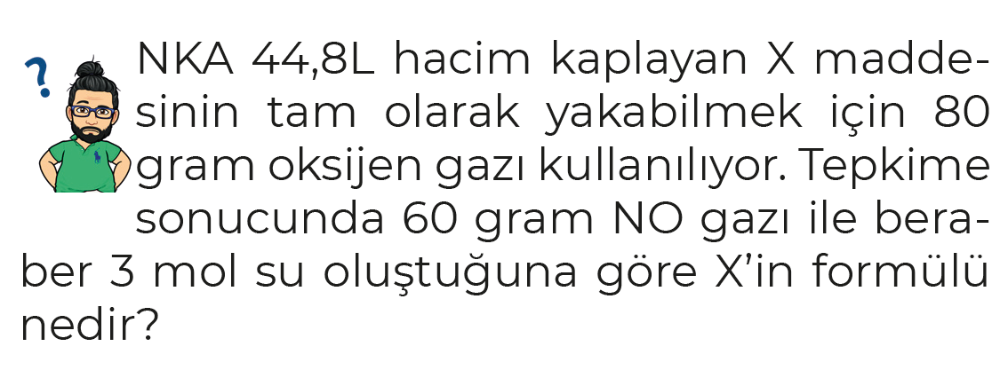 NKA 44,8L hacim kaplayan X madde-
sinin tam olarak yakabilmek için 80
gram oksijen gazı kullanılıyor. Tepkime
sonucunda 60 gram NO gazı ile bera-
ber 3 mol su oluştuğuna göre X'in formülü
nedir?